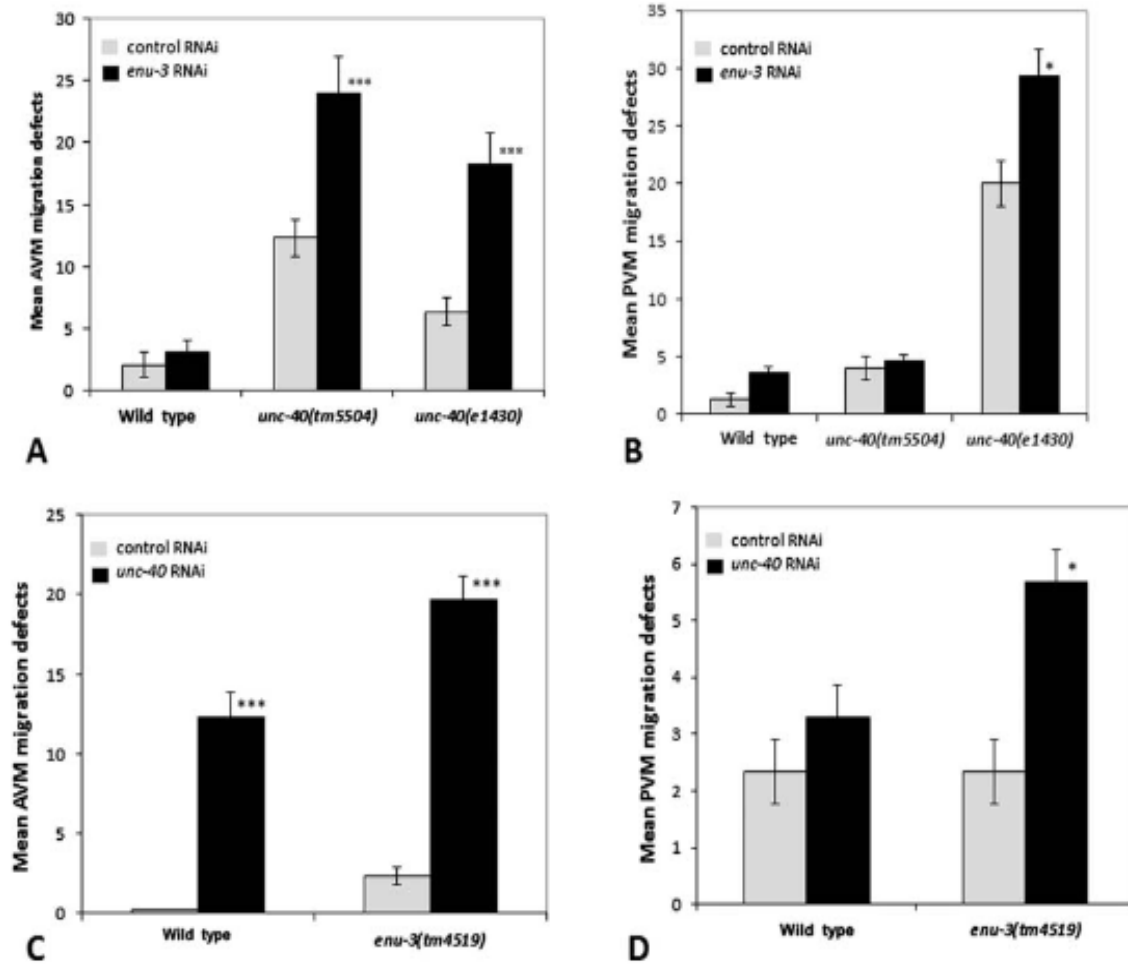 30
25
20
15
10
5
0
Mean AVM migration defects
control RNAi
enu-3 RNAi
***
***
Wild type
unc-40(tm5504)
unc-40(e1430)
A
35
30
25
20
15
10
5
0
Mean PVM migration defects
control RNAi
enu-3 RNAi
*
Wild type
unc-40(tm5504)
unc-40(e1430)
B
25
20
15
10
5
0
Mean AVM migration defects
control RNAi
unc-40 RNAi
***
***
Wild type
enu-3(tm4519)
C
7
6
5
4
3
2
1
0
Mean PVM migration defects
control RNAi
unc-40 RNAi
*
Wild type
enu-3(tm4519)
D